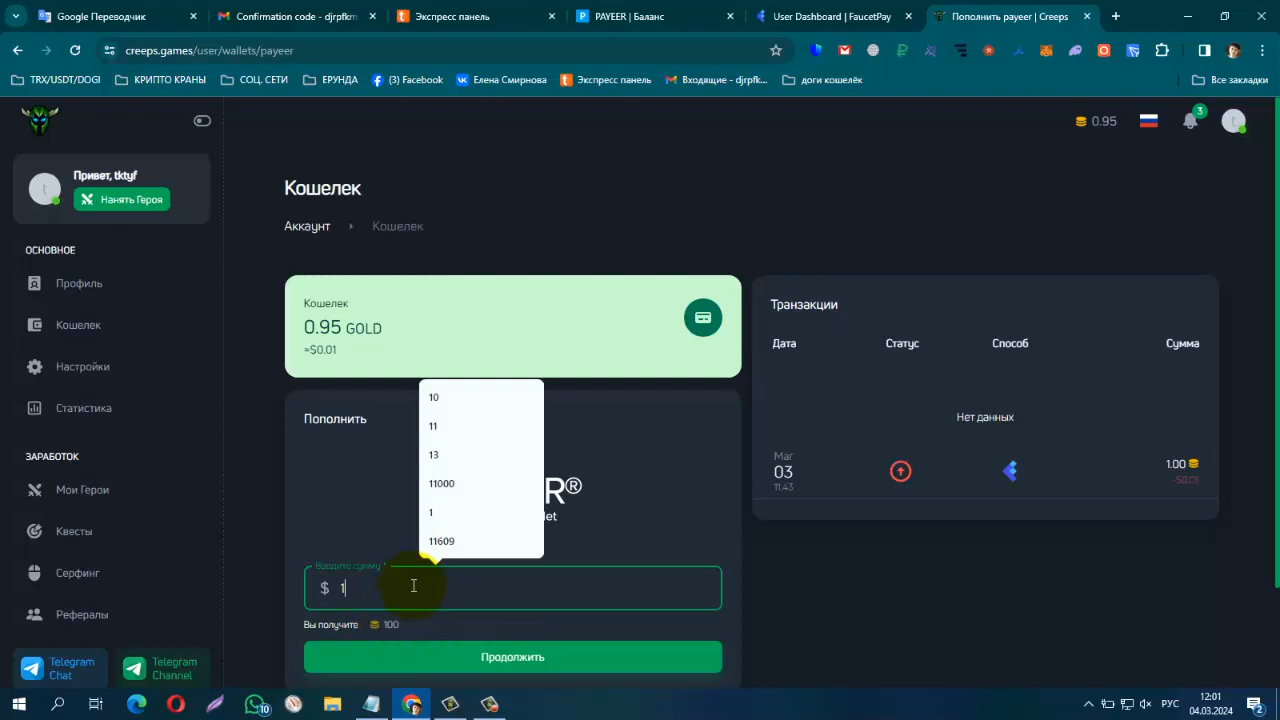 Google Переводчик
Confirmation code - djrpfkm
Экспресс панель
PAYEER | Баланс
User Dashboard | FaucetPay
Пополнить payeer | Creeps
creeps.games/user/wallets/payeer
TRX/USDT/DOGI
КРИПТО КРАНЫ
СОЦ. СЕТИ
ЕРУНДА
(3) Facebook
Елена Смирнова
Экспресс панель
Входящие - djrpfk...
доги кошелёк
Все закладки
0.95
3
t
Привет, tktyf
t
Нанять Героя
Кошелек
Аккаунт
Кошелек
ОСНОВНОЕ
Профиль
Кошелек
Настройки
Статистика
ЗАРАБОТОК
Мои Герои
Квесты
Серфинг
Рефералы
Telegram
Chat
Telegram
Channel
Кошелек
0.95 GOLD
≈$0.01
Пополнить
10
11
13
11000
1
11609
R®
let
Введите сумму *
$ 1
Вы получите 100
Продолжить
Транзакции
Дата Статус Способ Сумма
Нет данных
Mar
03
11:43
1.00
-$0.01
10
РУС
12:01
04.03.2024
2